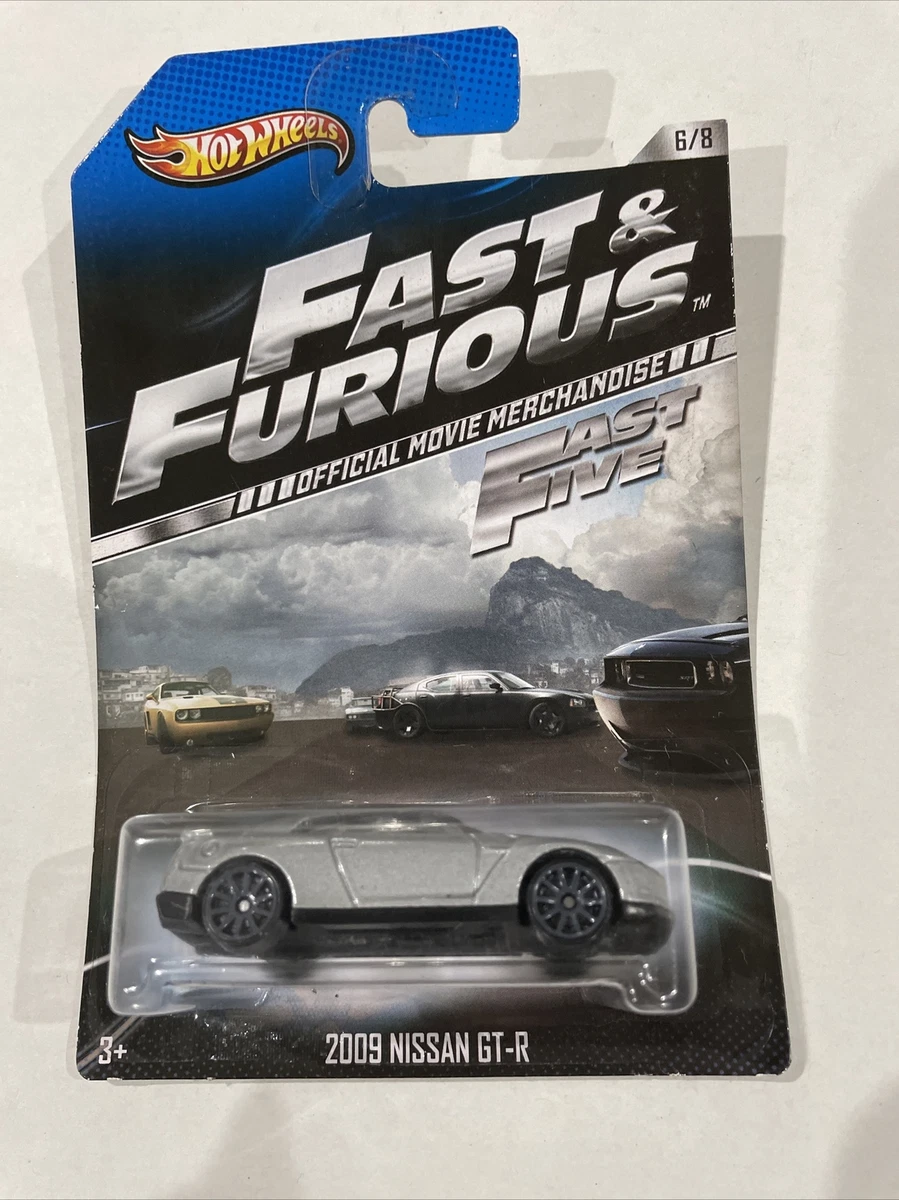 HOT WHEELS
6/8
FAST &
FURIOUS ™
OFFICIAL MOVIE MERCHANDISE
FAST
FIVE
3+
2009 NISSAN GT-R